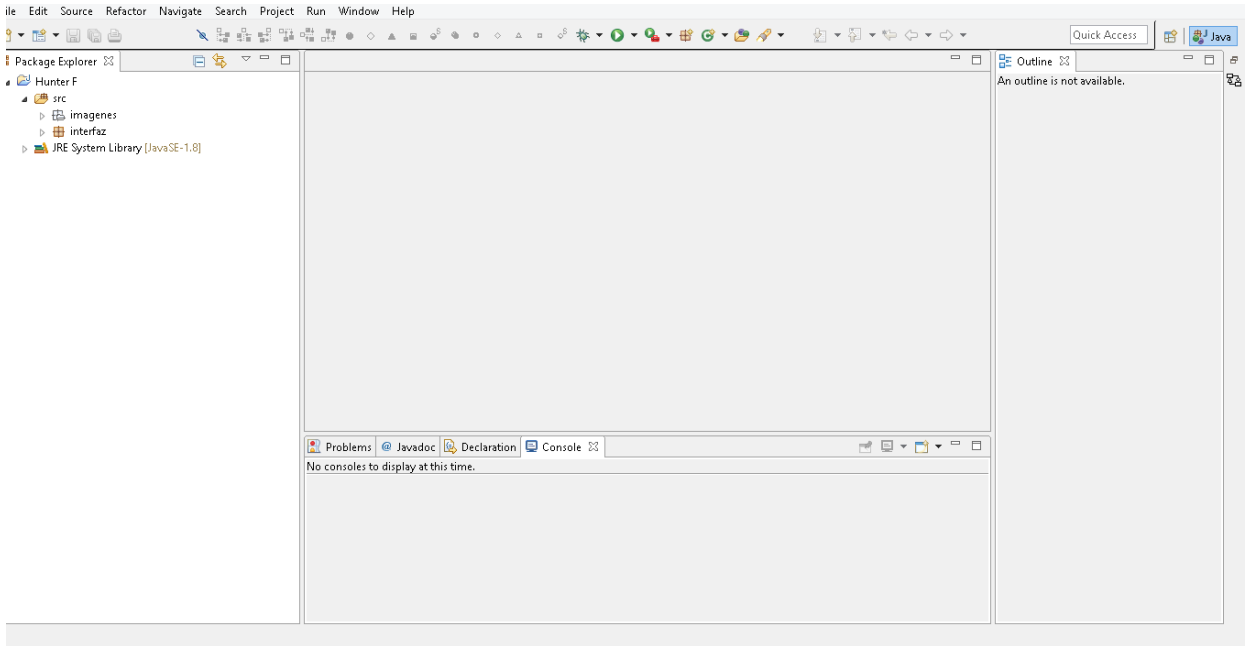 ile Edit Source Refactor Navigate Search Project Run Window Help
Quick Access
Java
Package Explorer
Hunter F
src
imagenes
interfaz
JRE System Library [JavaSE-1.8]
Outline
An outline is not available.
Problems @ Javadoc Declaration Console
No consoles to display at this time.